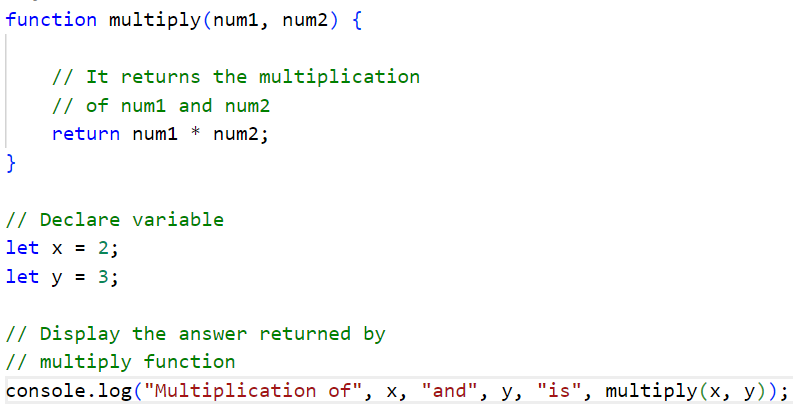 function multiply(num1, num2) {
// It returns the multiplication
// of num1 and num2
return num1 * num2;
}
// Declare variable
let x = 2;
let y = 3;
// Display the answer returned by
// multiply function
console.log("Multiplication of", x, "and", y, "is", multiply(x, y));